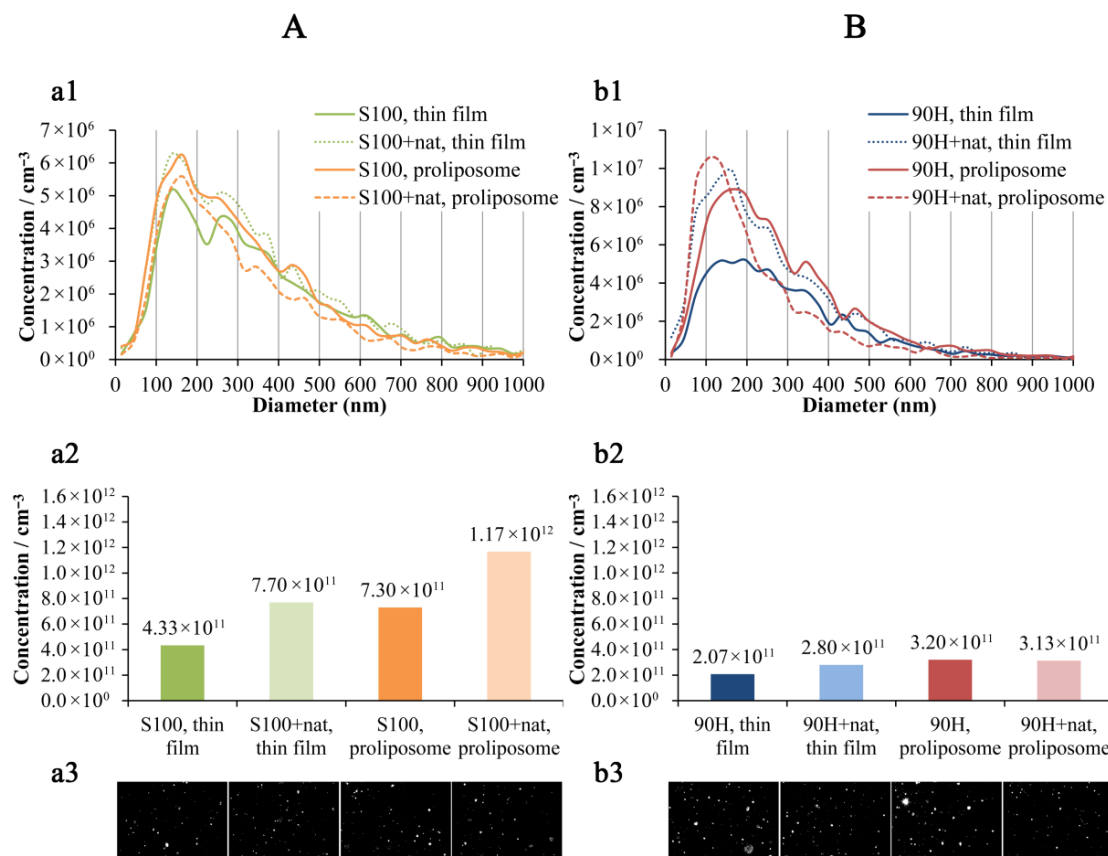 A
B
a1
S100, thin film
S100+nat, thin film
S100, proliposome
S100+nat, proliposome
7×10⁶
6×10⁶
5×10⁶
4×10⁶
3×10⁶
2×10⁶
1×10⁶
0×10⁰
Concentration / cm⁻³
0 100 200 300 400 500 600 700 800 900 1000
Diameter (nm)
b1
90H, thin film
90H+nat, thin film
90H, proliposome
90H+nat, proliposome
1×10⁷
1×10⁷
8×10⁶
6×10⁶
4×10⁶
2×10⁶
0×10⁰
Concentration / cm⁻³
0 100 200 300 400 500 600 700 800 900 1000
Diameter (nm)
a2
1.6×10¹²
1.4×10¹²
1.2×10¹²
1.0×10¹²
8.0×10¹¹
6.0×10¹¹
4.0×10¹¹
2.0×10¹¹
0.0×10⁰
Concentration / cm⁻³
4.33×10¹¹
7.70×10¹¹
7.30×10¹¹
1.17×10¹²
S100, thin
film
S100+nat,
thin film
S100,
proliposome
S100+nat,
proliposome
b2
1.6×10¹²
1.4×10¹²
1.2×10¹²
1.0×10¹²
8.0×10¹¹
6.0×10¹¹
4.0×10¹¹
2.0×10¹¹
0.0×10⁰
Concentration / cm⁻³
2.07×10¹¹
2.80×10¹¹
3.20×10¹¹
3.13×10¹¹
90H, thin
film
90H+nat,
thin film
90H,
proliposome
90H+nat,
proliposome
a3
b3